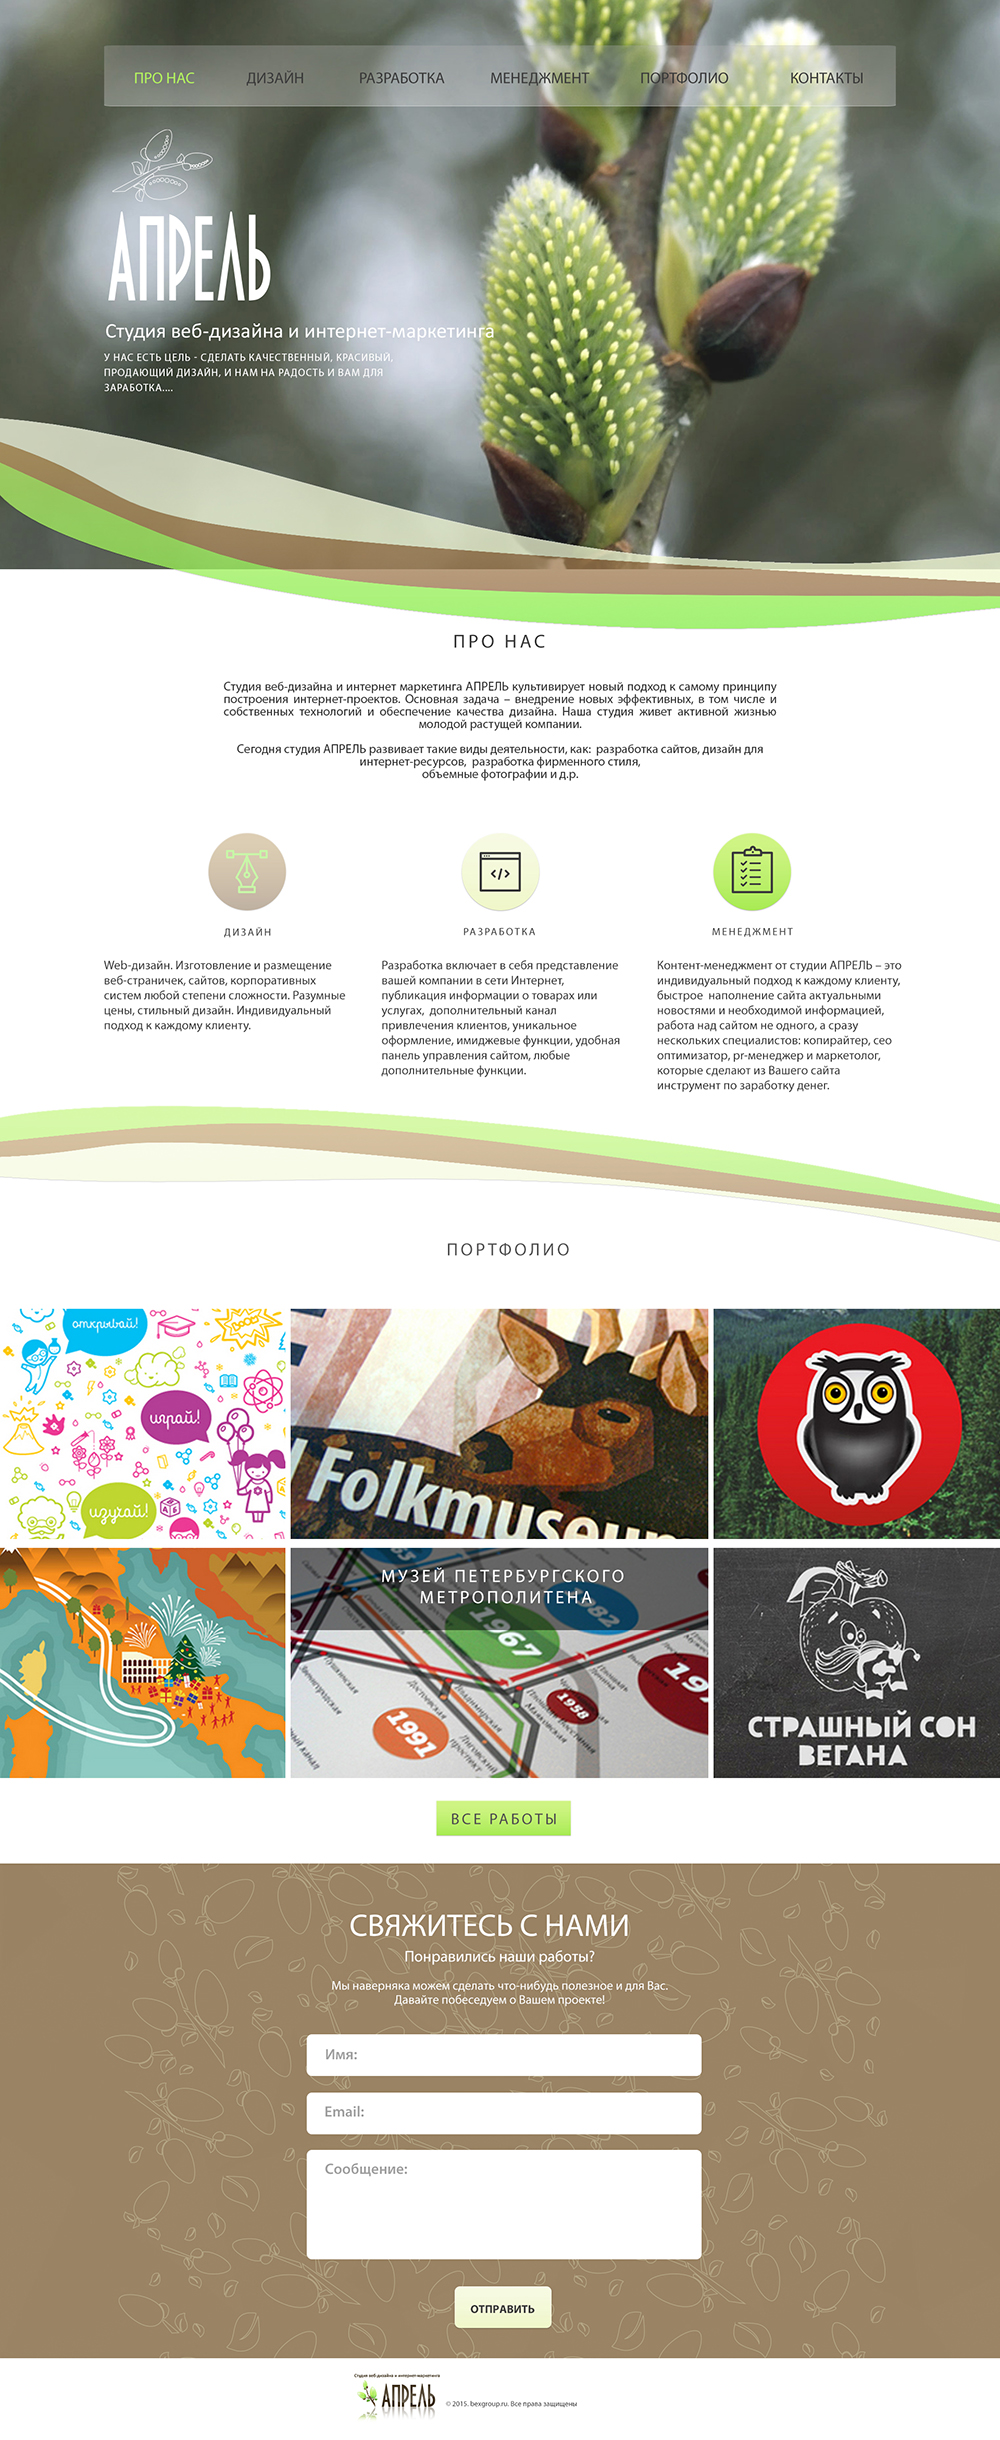 ПРО НАС ДИЗАЙН РАЗРАБОТКА МЕНЕДЖМЕНТ ПОРТФОЛИО КОНТАКТЫ
АПРЕЛЬ
Студия веб-дизайна и интернет-маркетинга
У НАС ЕСТЬ ЦЕЛЬ - СДЕЛАТЬ КАЧЕСТВЕННЫЙ, КРАСИВЫЙ,
ПРОДАЮЩИЙ ДИЗАЙН, И НАМ НА РАДОСТЬ И ВАМ ДЛЯ
ЗАРАБОТКА....
ПРО НАС
Студия веб-дизайна и интернет маркетинга АПРЕЛЬ культивирует новый подход к самому принципу
построения интернет-проектов. Основная задача – внедрение новых эффективных, в том числе и
собственных технологий и обеспечение качества дизайна. Наша студия живет активной жизнью
молодой растущей компании.
Сегодня студия АПРЕЛЬ развивает такие виды деятельности, как: разработка сайтов, дизайн для
интернет-ресурсов, разработка фирменного стиля,
объемные фотографии и д.р.
ДИЗАЙН
Web-дизайн. Изготовление и размещение
веб-страничек, сайтов, корпоративных
систем любой степени сложности. Разумные
цены, стильный дизайн. Индивидуальный
подход к каждому клиенту.
РАЗРАБОТКА
Разработка включает в себя представление
вашей компании в сети Интернет,
публикация информации о товарах или
услугах, дополнительный канал
привлечения клиентов, уникальное
оформление, имиджевые функции, удобная
панель управления сайтом, любые
дополнительные функции.
МЕНЕДЖМЕНТ
Контент-менеджмент от студии АПРЕЛЬ – это
индивидуальный подход к каждому клиенту,
быстрое наполнение сайта актуальными
новостями и необходимой информацией,
работа над сайтом не одного, а сразу
нескольких специалистов: копирайтер, сео
оптимизатор, pr-менеджер и маркетолог,
которые сделают из Вашего сайта
инструмент по заработку денег.
ПОРТФОЛИО
открывай!
играй!
изучай!
Folkmuseum
МУЗЕЙ ПЕТЕРБУРГСКОГО
МЕТРОПОЛИТЕНА
1967
1958
1991
СТРАШНЫЙ СОН
ВЕГАНА
ВСЕ РАБОТЫ
СВЯЖИТЕСЬ С НАМИ
Понравились наши работы?
Мы наверняка можем сделать что-нибудь полезное и для Вас.
Давайте побеседуем о Вашем проекте!
Имя:
Email:
Сообщение:
ОТПРАВИТЬ
Студия веб-дизайна и интернет-маркетинга
АПРЕЛЬ
© 2015. bexgroup.ru. Все права защищены